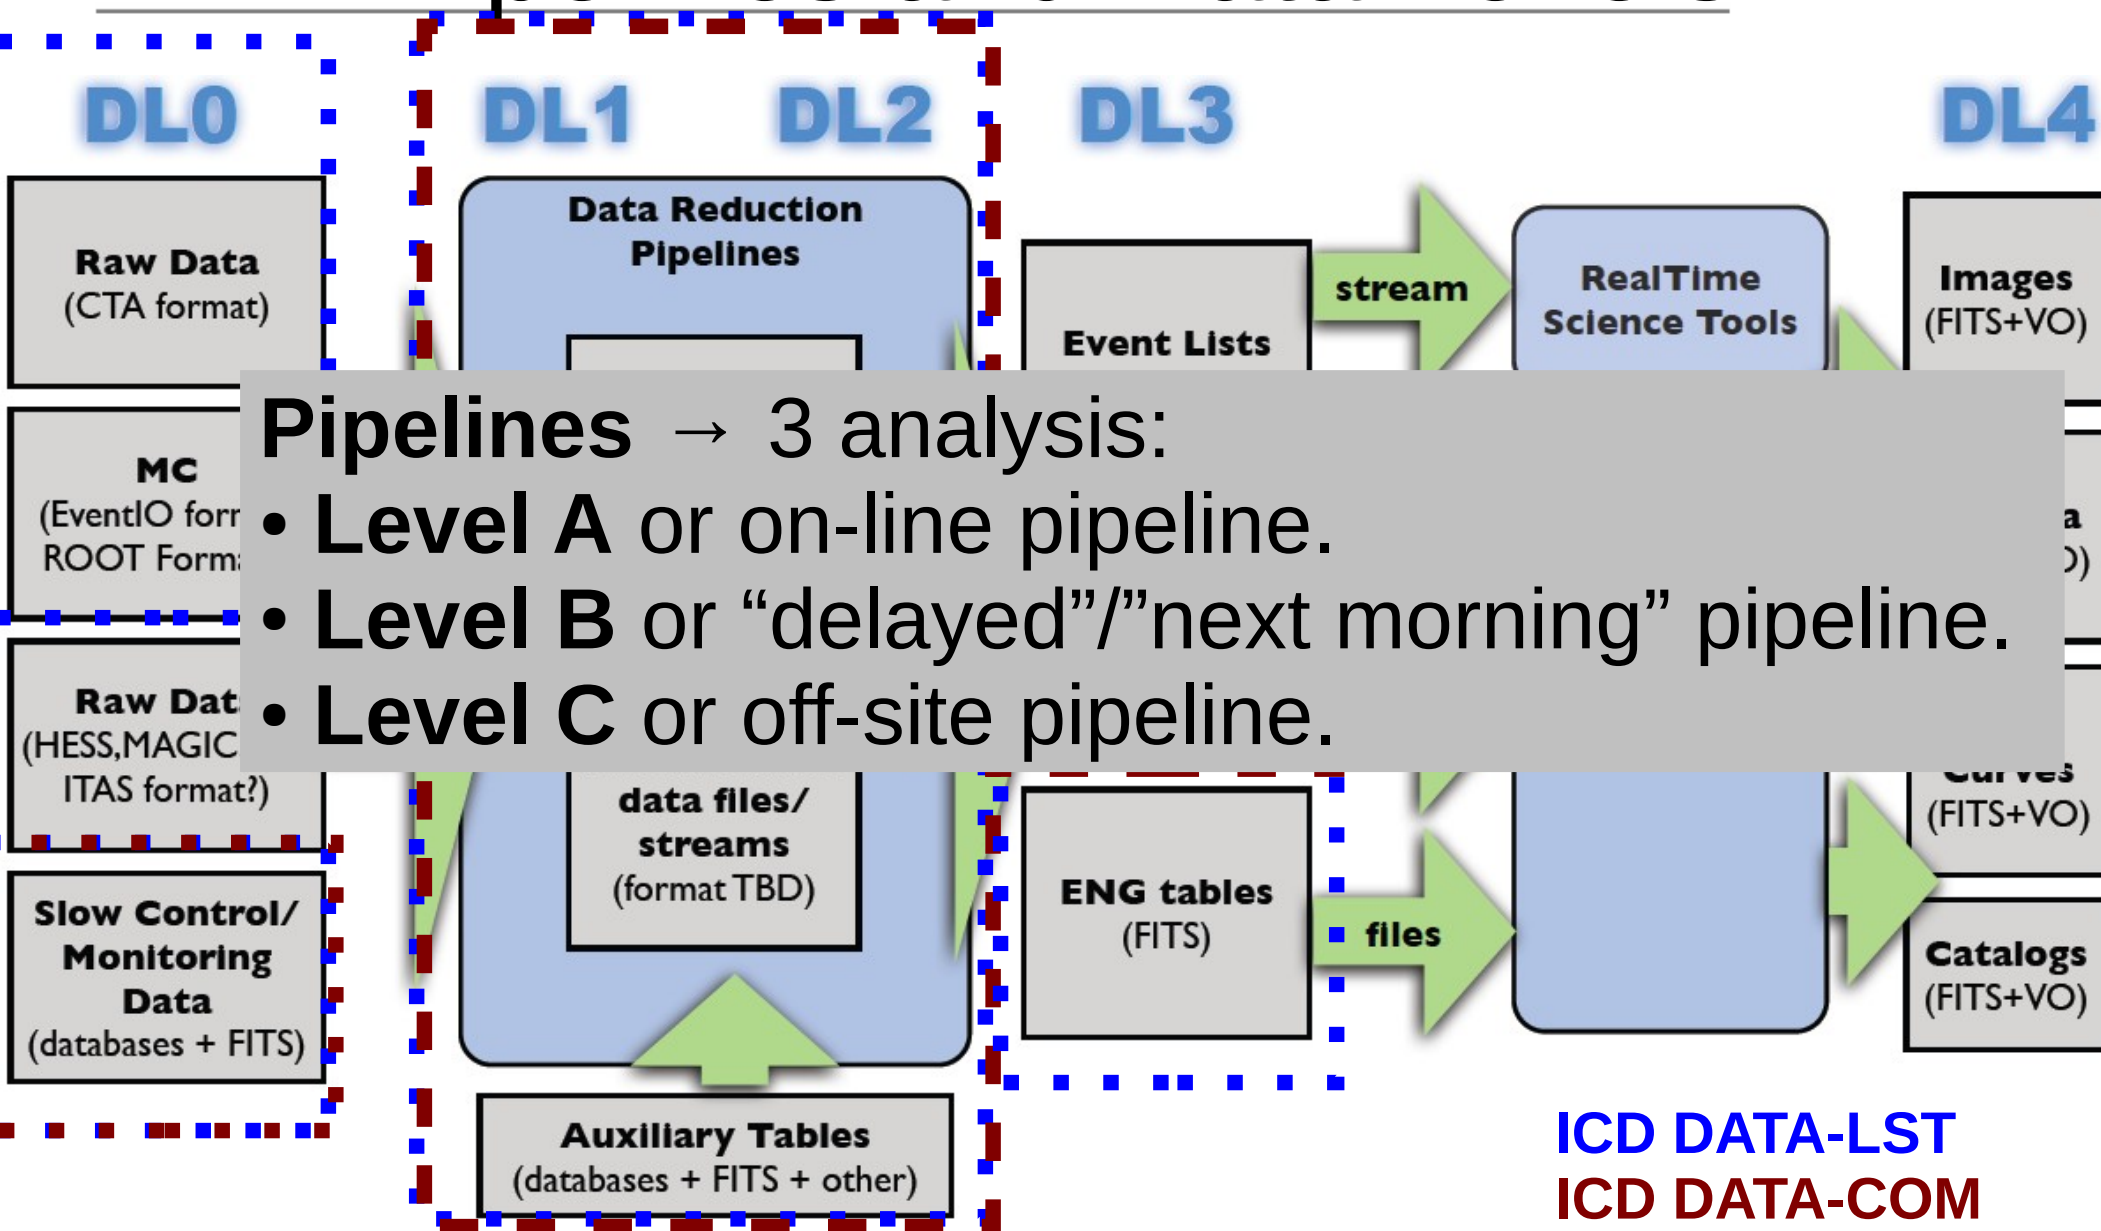 DL0 DL1 DL2 DL3 DL4
Raw Data
(CTA format)
Data Reduction
Pipelines
Event Lists
stream
RealTime
Science Tools
Images
(FITS+VO)
Pipelines → 3 analysis:
• Level A or on-line pipeline.
• Level B or “delayed”/”next morning” pipeline.
• Level C or off-site pipeline.
MC
(EventIO
ROOT
Raw
(HESS,MAGIC
ITAS format?)
Slow Control/
Monitoring
Data
(databases + FITS)
data files/
streams
(format TBD)
Auxiliary Tables
(databases + FITS + other)
ENG tables
(FITS)
files
Curves
(FITS+VO)
Catalogs
(FITS+VO)
ICD DATA-LST
ICD DATA-COM